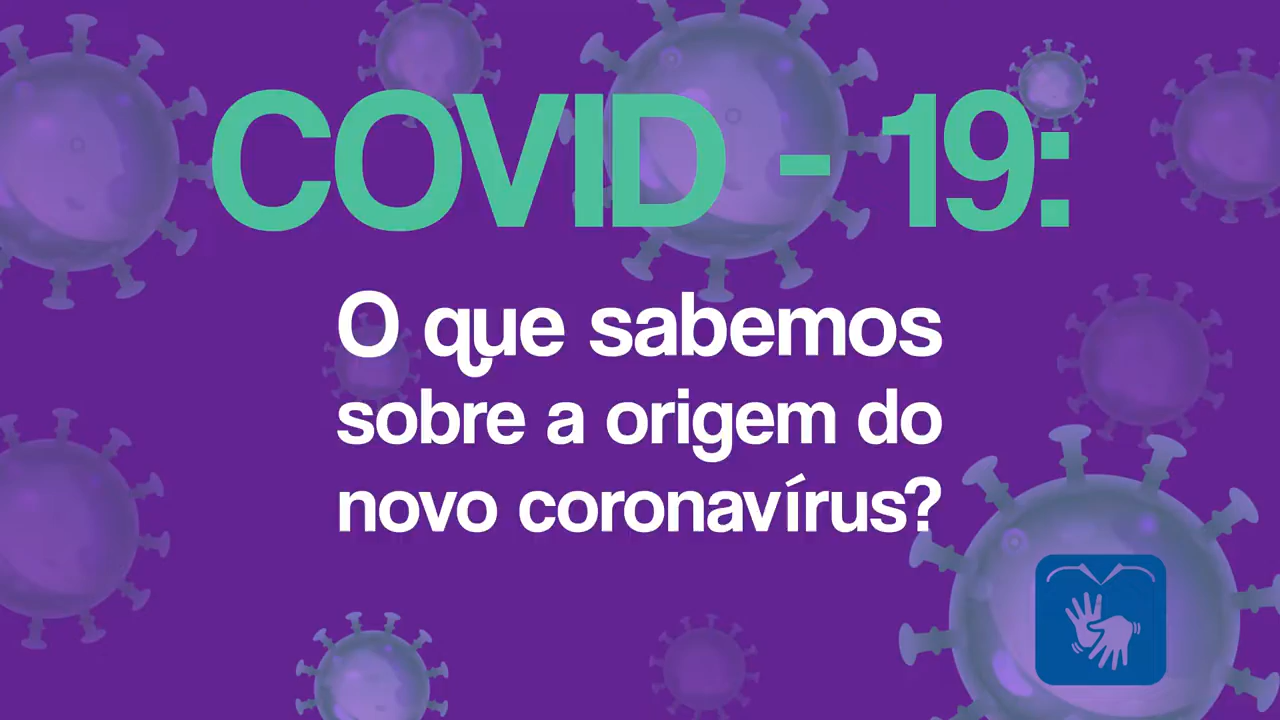 COVID - 19:
O que sabemos
sobre a origem do
novo coronavírus?